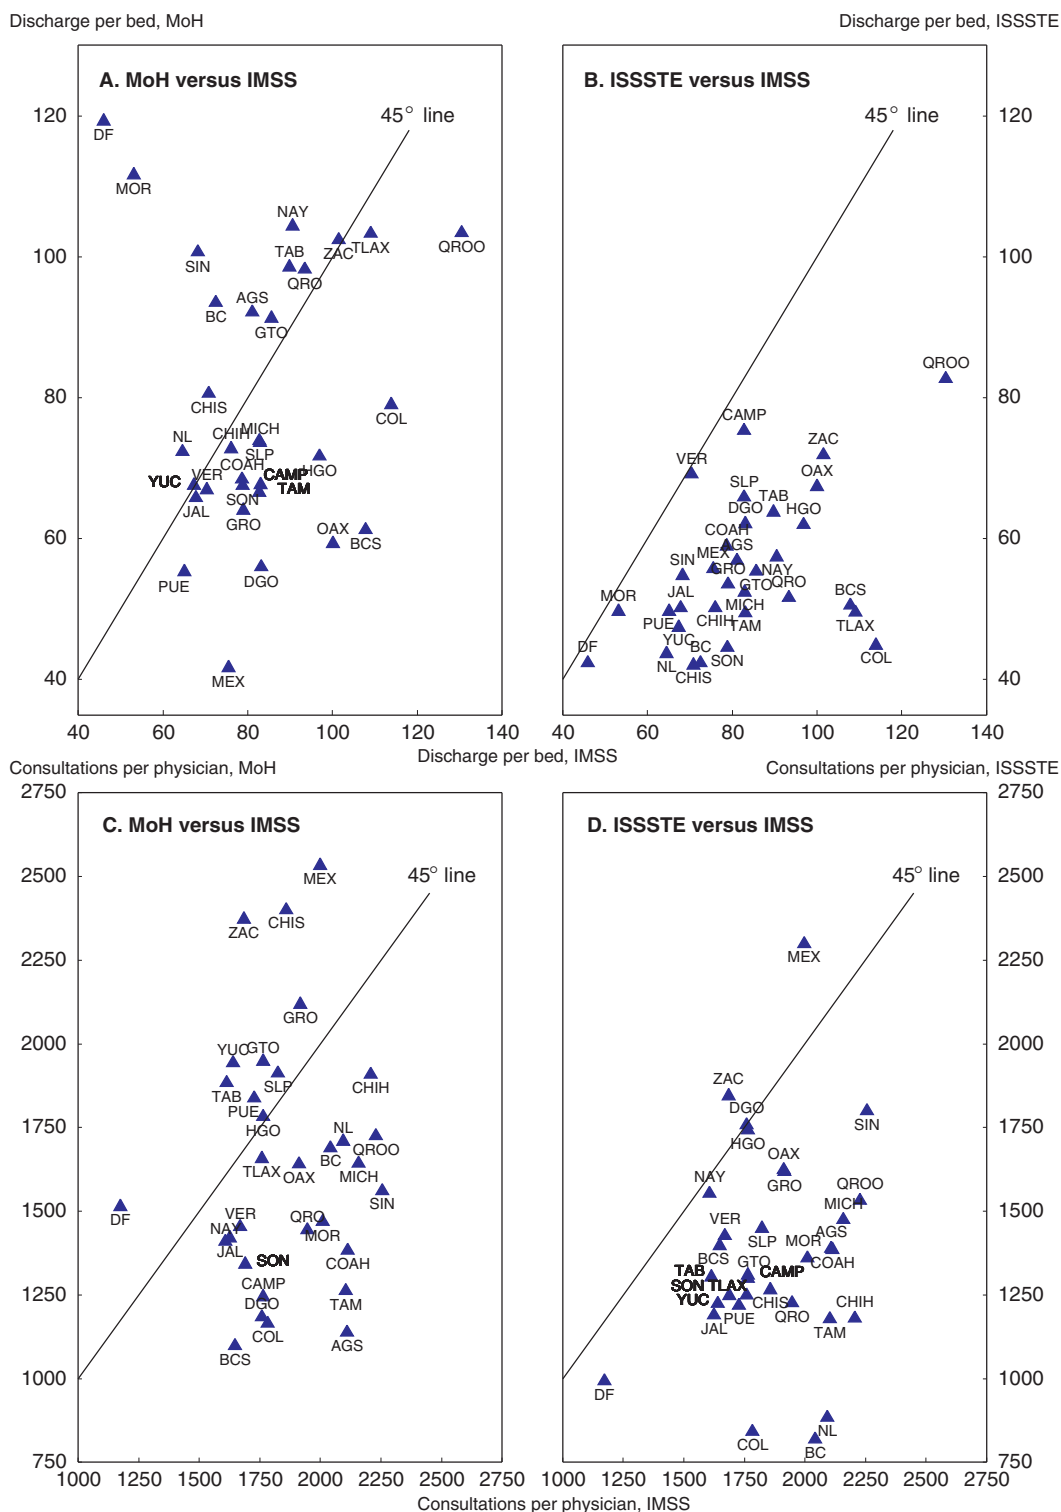 Discharge per bed, MoH
Discharge per bed, ISSSTE
A. MoH versus IMSS
45° line
120
100
80
60
40
DF
MOR
NAY
SIN
TAB
ZAC
TLAX
QROO
QRO
AGS
BC
GTO
CHIS
COL
NL
CHIH
MICH
SLP
HGO
COAH
YUC
VER
CAMP
TAM
JAL
SON
GRO
OAX
BCS
PUE
DGO
MEX
40 60 80 100 120 140
B. ISSSTE versus IMSS
45° line
120
100
80
60
40
QROO
CAMP
ZAC
VER
OAX
SLP
TAB
DGO
HGO
COAH
AGS
MEX
SIN
GRO
NAY
GTO
QRO
MOR
JAL
BCS
PUE
CHIH
MICH
TLAX
TAM
YUC
DF
BC
SON
NL
CHIS
COL
40 60 80 100 120 140
Discharge per bed, IMSS
Consultations per physician, MoH
Consultations per physician, ISSSTE
C. MoH versus IMSS
45° line
2750
2500
2250
2000
1750
1500
1250
1000
750
MEX
CHIS
ZAC
GRO
YUC
GTO
SLP
TAB
CHIH
PUE
HGO
NL
QROO
BC
TLAX
OAX
MICH
SIN
DF
VER
QRO
NAY
MOR
JAL
SON
COAH
CAMP
DGO
TAM
COL
AGS
BCS
1000 1250 1500 1750 2000 2250 2500 2750
D. ISSSTE versus IMSS
45° line
2750
2500
2250
2000
1750
1500
1250
1000
750
MEX
ZAC
DGO
SIN
HGO
OAX
NAY
GRO
QROO
MICH
VER
SLP
AGS
BCS
MOR
COAH
GTO
TAB
CAMP
SON
TLAX
YUC
CHIS
CHIH
JAL
PUE
QRO
TAM
DF
NL
COL
BC
1000 1250 1500 1750 2000 2250 2500 2750
Consultations per physician, IMSS